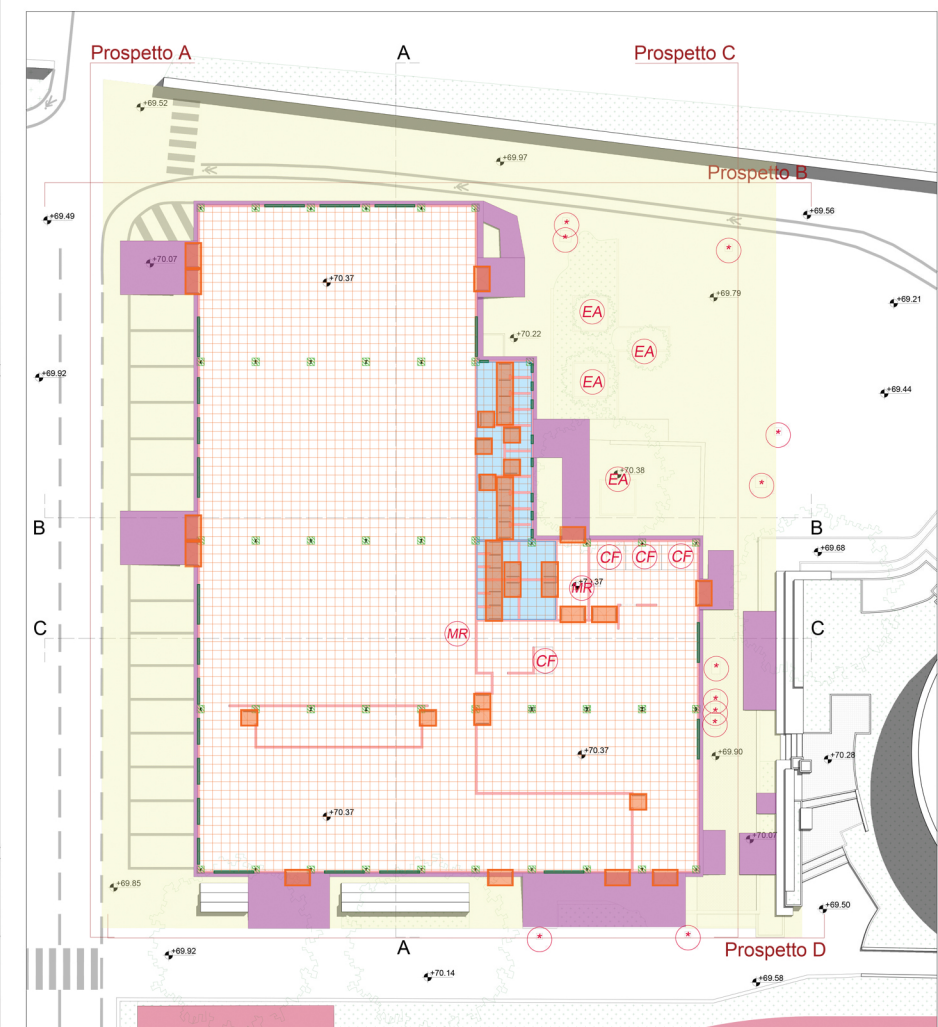 Prospetto A
A
Prospetto C
+69.52
+69.97
Prospetto B
+69.49
+69.56
*
*
*
+70.07
+70.37
+69.79
+69.21
EA
+70.22
EA
+69.92
EA
+69.44
*
+70.38
EA
*
B
B
+69.68
CF
CF
CF
+70.37
MR
C
MR
C
CF
*
*
*
*
+70.37
+69.90
+70.28
+70.37
+70.07
+69.85
+69.50
*
*
A
Prospetto D
+69.92
+70.14
+69.58